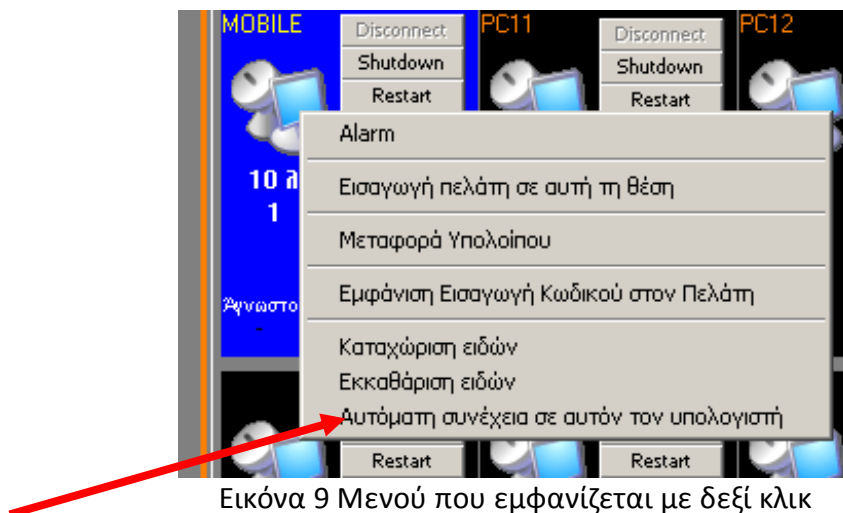 MOBILE Disconnect PC11 Disconnect PC12
Shutdown Shutdown
Restart Restart
Alarm
10 λ
Εισαγωγή πελάτη σε αυτή τη θέση
1
Μεταφορά Υπολοίπου
Εμφάνιση Εισαγωγή Κωδικού στον Πελάτη
Άγνωστο
-
Καταχώριση ειδών
Εκκαθάριση ειδών
Αυτόματη συνέχεια σε αυτόν τον υπολογιστή
Restart Restart
Εικόνα 9 Μενού που εμφανίζεται με δεξί κλικ